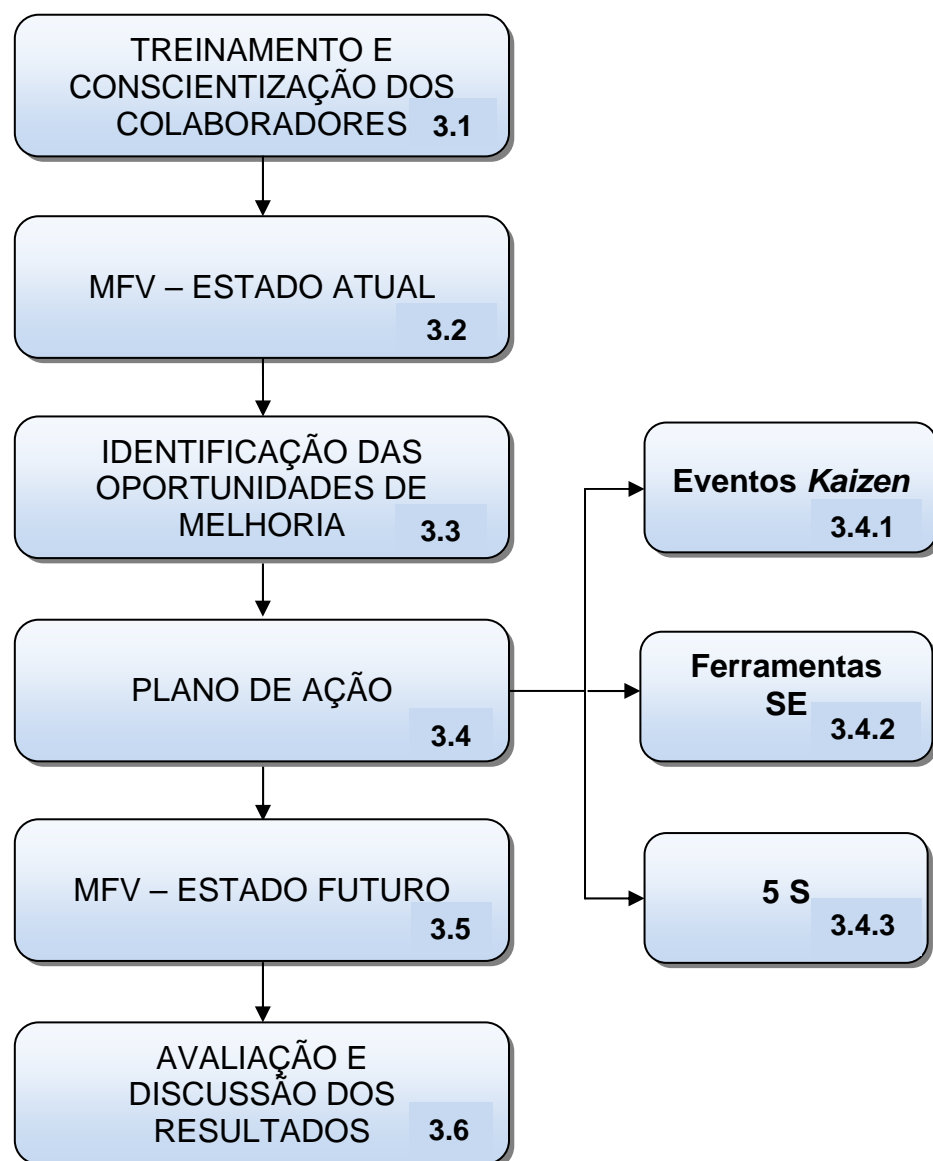 TREINAMENTO E
CONSCIENTIZAÇÃO DOS
COLABORADORES 3.1
MFV – ESTADO ATUAL
3.2
IDENTIFICAÇÃO DAS
OPORTUNIDADES DE
MELHORIA 3.3
Eventos Kaizen
3.4.1
PLANO DE AÇÃO
3.4
Ferramentas
SE
3.4.2
MFV – ESTADO FUTURO
3.5
5 S
3.4.3
AVALIAÇÃO E
DISCUSSÃO DOS
RESULTADOS 3.6